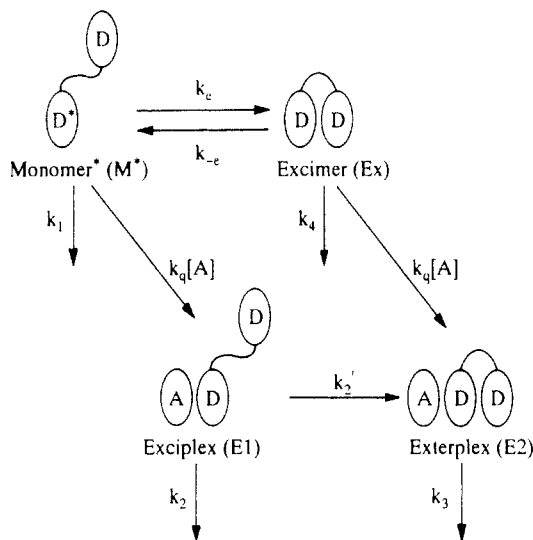 D
D*
k_e
k_{-e}
D D
Monomer* (M*)
Excimer (Ex)
k_1
k_q[A]
k_4
k_q[A]
D
A D
k_2'
A D D
Exciplex (E1)
Exterplex (E2)
k_2
k_3